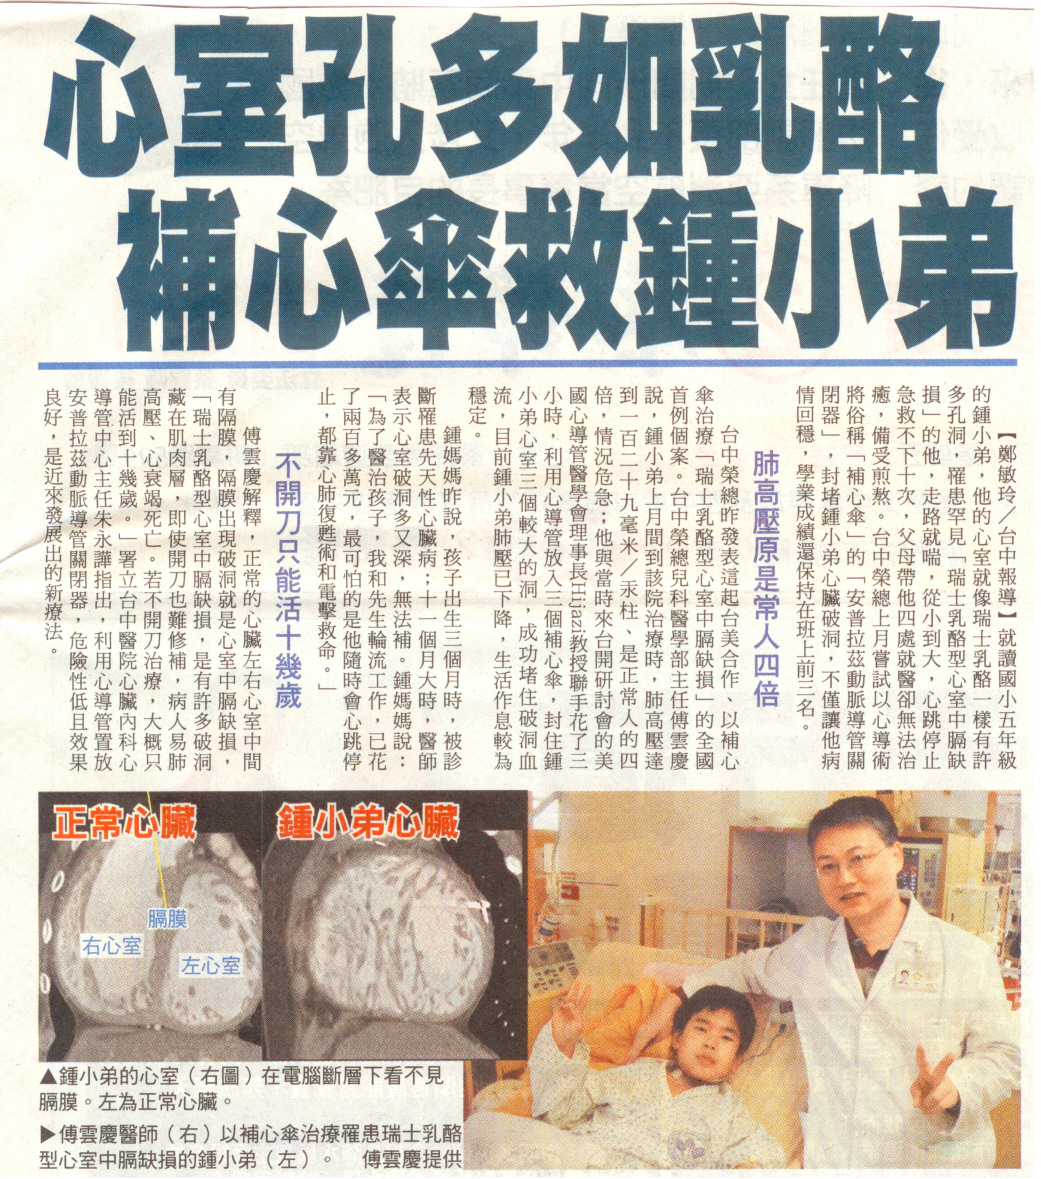 心室孔多如乳酪
補心傘救鍾小弟
【鄭敏玲/台中報導】就讀國小五年級
的鍾小弟，他的心室就像瑞士乳酪一樣有許
多孔洞，罹患罕見「瑞士乳酪型心室中膈缺
損」的他，走路就喘，從小到大，心跳停止
急救不下十次，父母帶他四處就醫卻無法治
癒，備受煎熬。台中榮總上月嘗試以心導術
將俗稱「補心傘」的「安普拉茲動脈導管關
閉器」，封堵鍾小弟心臟破洞，不僅讓他病
情回穩，學業成績還保持在班上前三名。
肺高壓原是常人四倍
台中榮總昨發表這起台美合作、以補心
傘治療「瑞士乳酪型心室中膈缺損」的全國
首例個案。台中榮總兒科醫學部主任傅雲慶
說，鍾小弟上月間到該院治療時，肺高壓達
到一百二十九毫米／汞柱、是正常人的四
倍，情況危急；他與當時來台開研討會的美
國心導管醫學會理事長Hijazi教授聯手花了三
小時，利用心導管放入三個補心傘，封住鍾
小弟心室三個較大的洞，成功堵住破洞血
流，目前鍾小弟肺壓已下降，生活作息較為
穩定。
鍾媽媽昨說，孩子出生三個月時，被診
斷罹患先天性心臟病；十一個月大時，醫師
表示心室破洞多又深，無法補。鍾媽媽說：
「為了醫治孩子，我和先生輪流工作，已花
了兩百多萬元，最可怕的是他隨時會心跳停
止，都靠心肺復甦術和電擊救命。」
不開刀只能活十幾歲
傅雲慶解釋，正常的心臟左右心室中間
有隔膜，隔膜出現破洞就是心室中膈缺損，
「瑞士乳酪型心室中膈缺損，是有許多破洞
藏在肌肉層，即使開刀也難修補，病人易肺
高壓、心衰竭死亡。若不開刀治療，大概只
能活到十幾歲。」署立台中醫院心臟內科心
導管中心主任朱永譁指出，利用心導管置放
安普拉茲動脈導管關閉器，危險性低且效果
良好，是近來發展出的新療法。
正常心臟
鍾小弟心臟
膈膜
右心室
左心室
▲鍾小弟的心室（右圖）在電腦斷層下看不見
膈膜。左為正常心臟。
▶傅雲慶醫師（右）以補心傘治療罹患瑞士乳酪
型心室中膈缺損的鍾小弟（左）。 傅雲慶提供